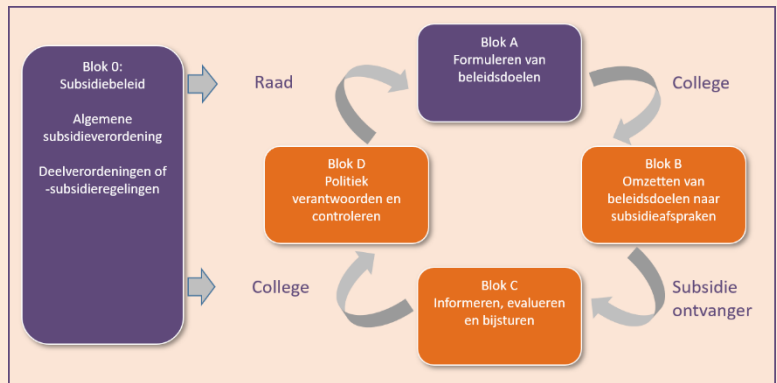 Blok 0:
Subsidiebeleid
Algemene
subsidieverordening
Deelverordeningen of
-subsidieregelingen
Raad
Blok A
Formuleren van
beleidsdoelen
College
Blok D
Politiek
verantwoorden en
controleren
Blok B
Omzetten van
beleidsdoelen naar
subsidieafspraken
College
Blok C
Informeren, evalueren
en bijsturen
Subsidie
ontvanger